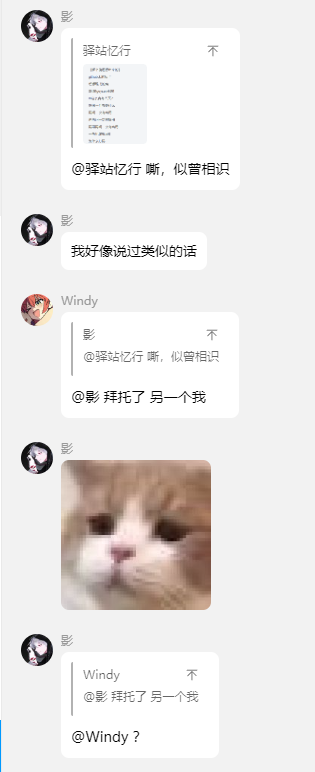 影
驿站忆行
@驿站忆行 嘶，似曾相识
影
我好像说过类似的话
Windy
影
@驿站忆行 嘶，似曾相识
@影 拜托了 另一个我
影
影
Windy
@影 拜托了 另一个我
@Windy ？